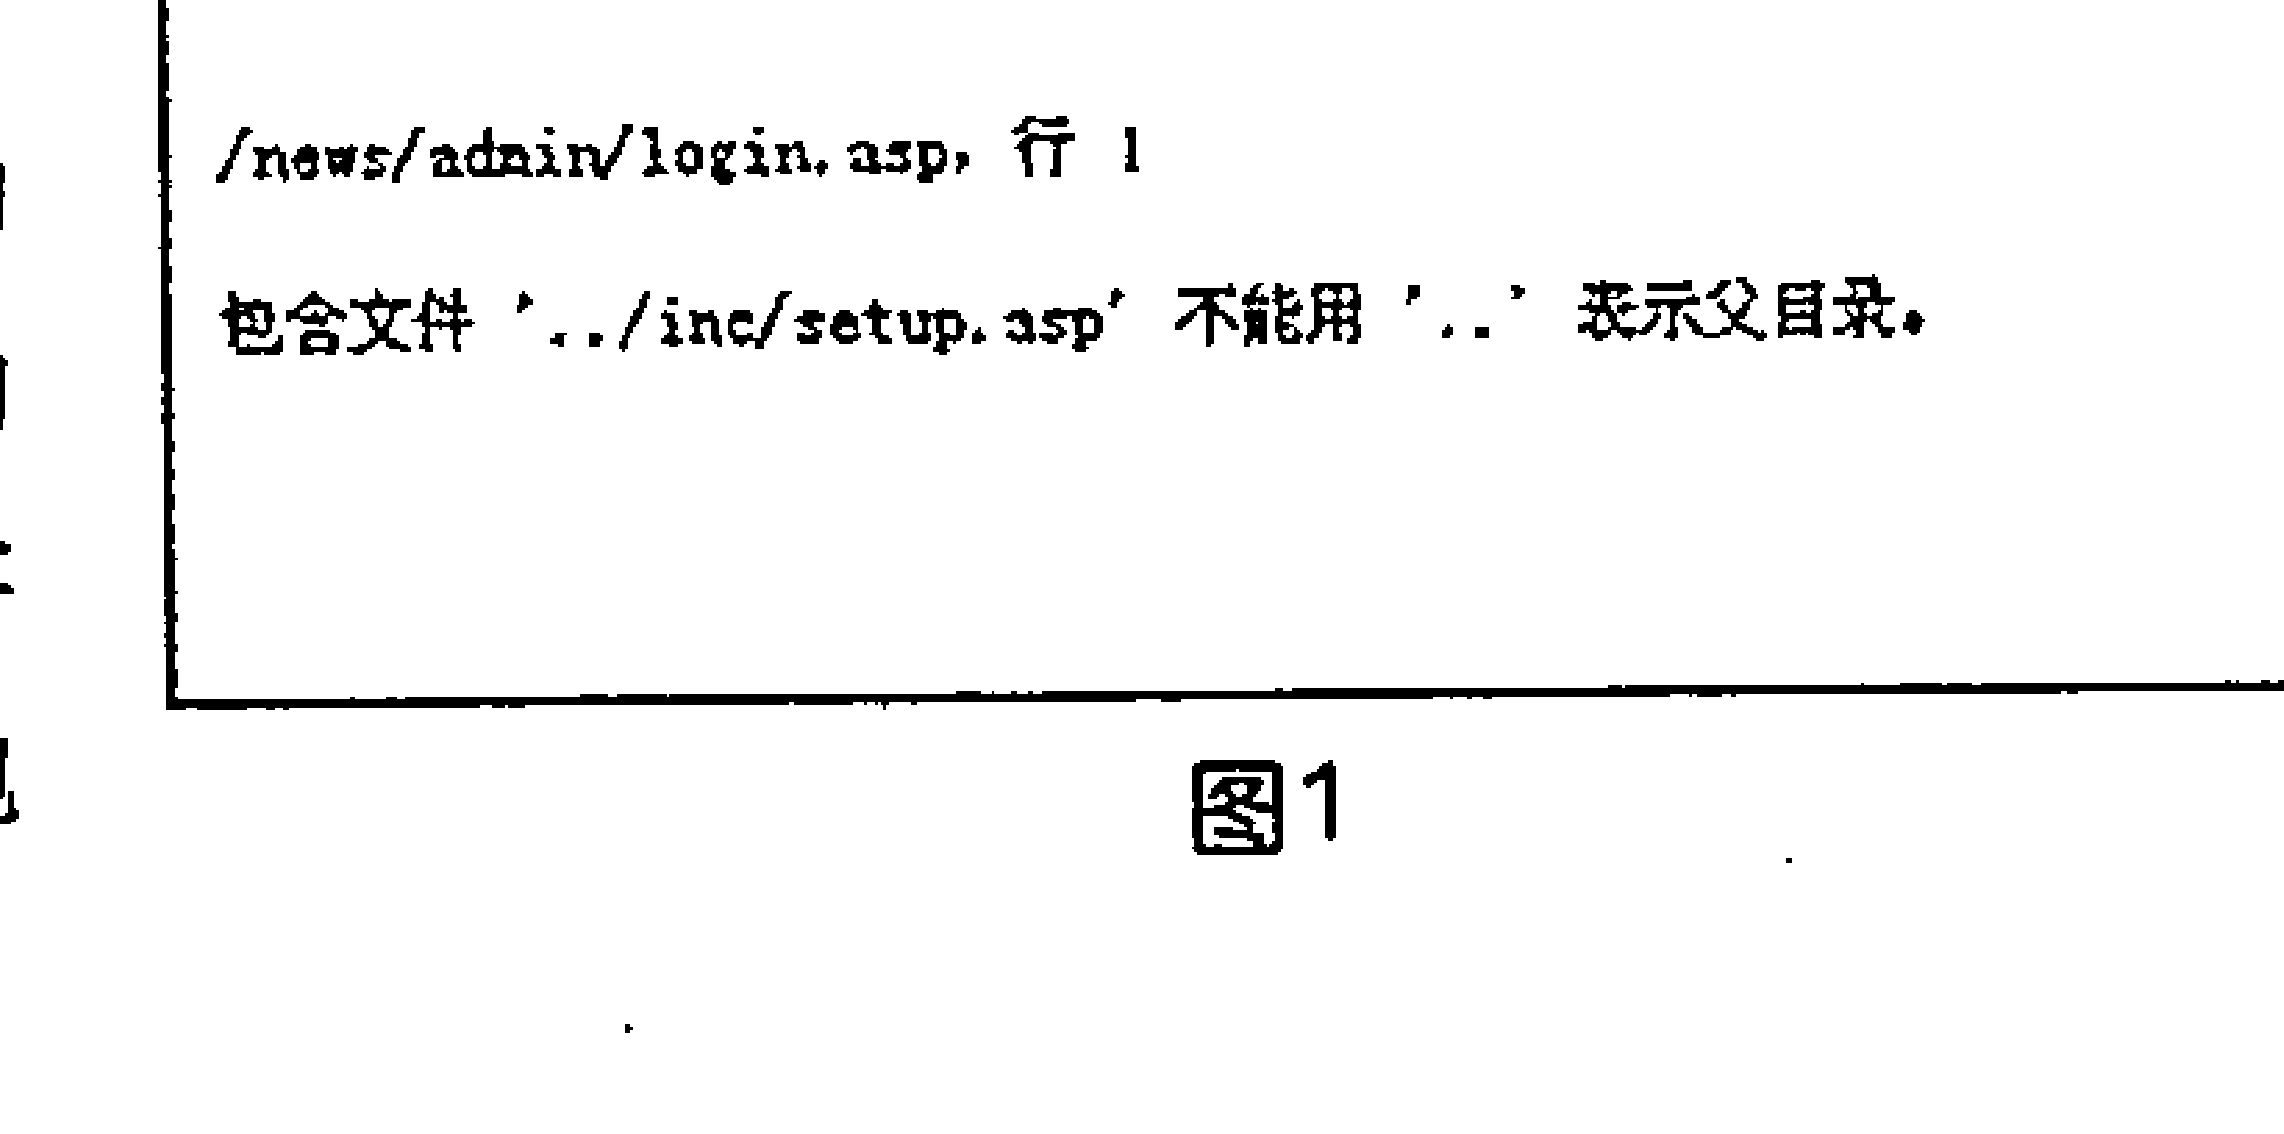 /news/admin/login.asp, 行 1
包含文件 '../inc/setup.asp' 不能用 '..' 表示父目录。
图1